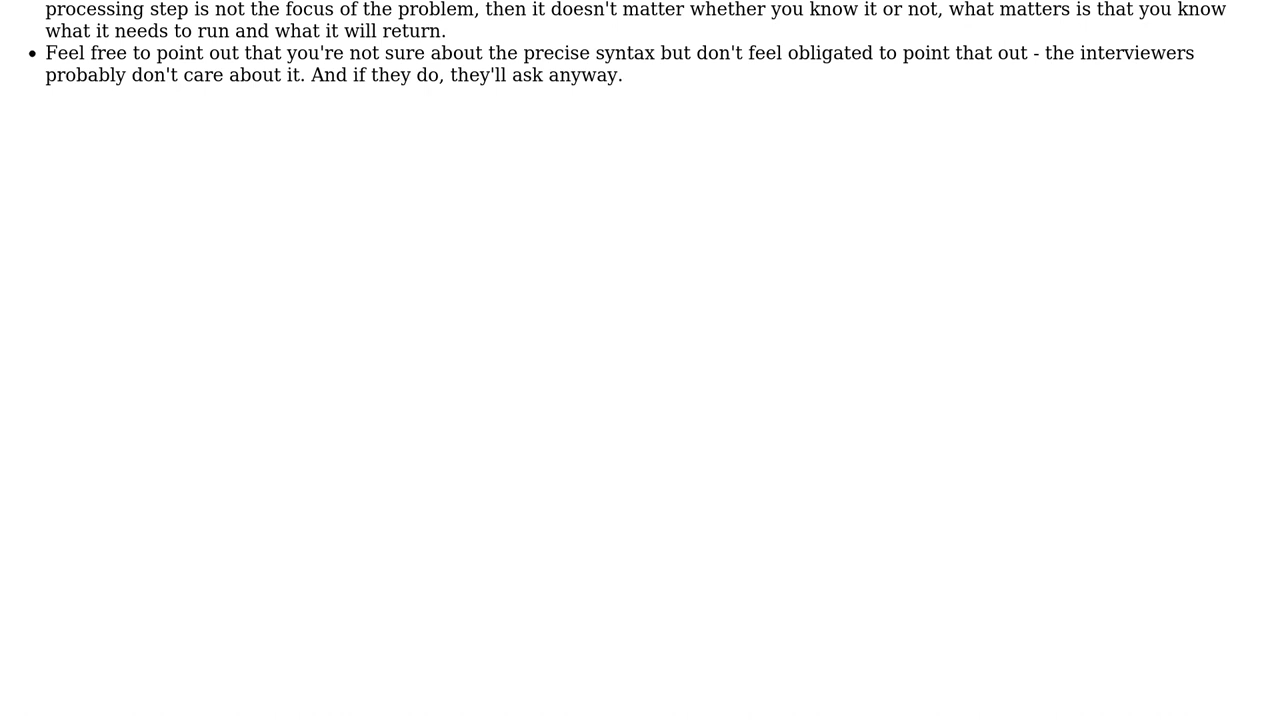 processing step is not the focus of the problem, then it doesn't matter whether you know it or not, what matters is that you know
what it needs to run and what it will return.
• Feel free to point out that you're not sure about the precise syntax but don't feel obligated to point that out - the interviewers
probably don't care about it. And if they do, they'll ask anyway.